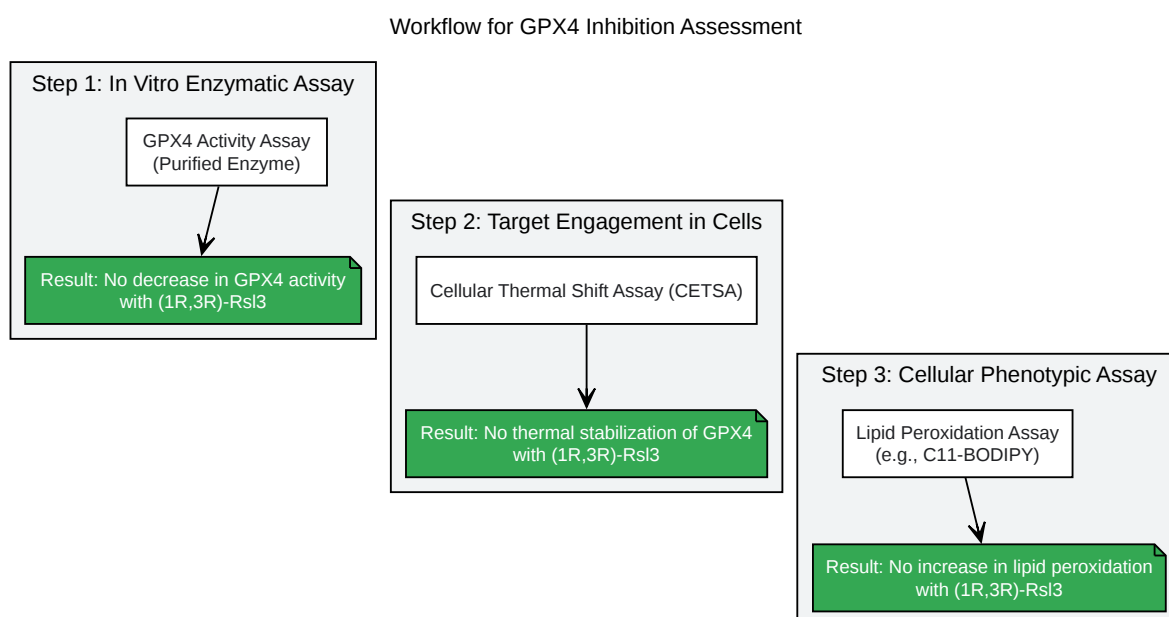 Workflow for GPX4 Inhibition Assessment
Step 1: In Vitro Enzymatic Assay
GPX4 Activity Assay
(Purified Enzyme)
Result: No decrease in GPX4 activity
with (1R,3R)-Rsl3
Step 2: Target Engagement in Cells
Cellular Thermal Shift Assay (CETSA)
Result: No thermal stabilization of GPX4
with (1R,3R)-Rsl3
Step 3: Cellular Phenotypic Assay
Lipid Peroxidation Assay
(e.g., C11-BODIPY)
Result: No increase in lipid peroxidation
with (1R,3R)-Rsl3